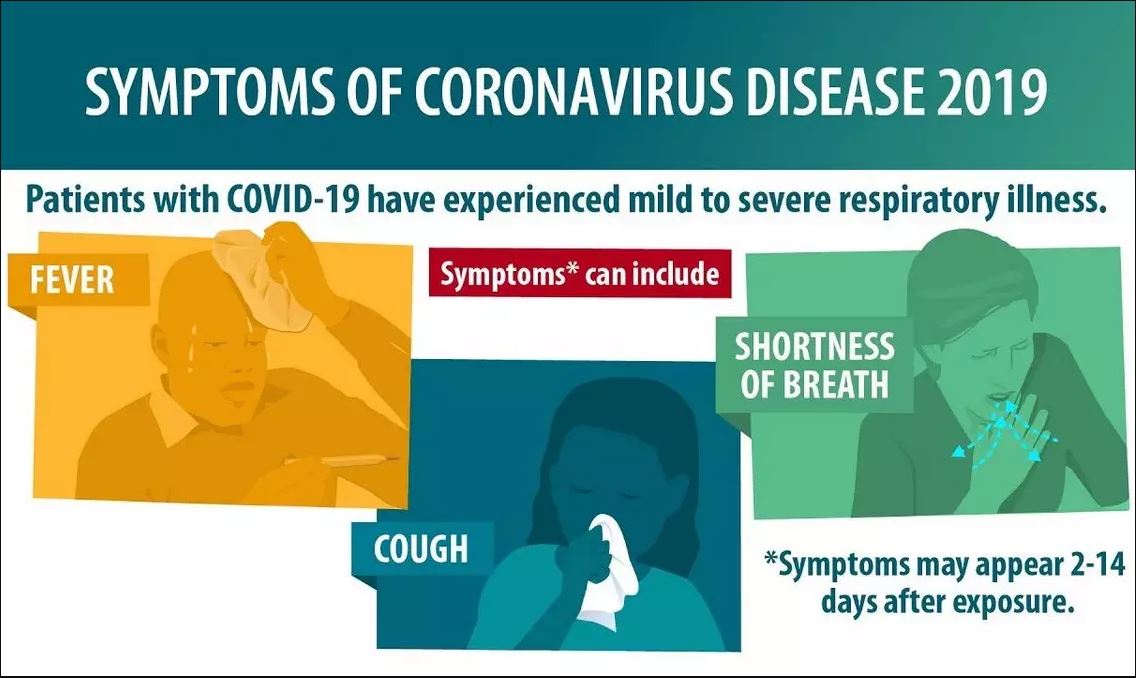 SYMPTOMS OF CORONAVIRUS DISEASE 2019
Patients with COVID-19 have experienced mild to severe respiratory illness.
FEVER
Symptoms* can include
SHORTNESS
OF BREATH
COUGH
*Symptoms may appear 2-14
days after exposure.